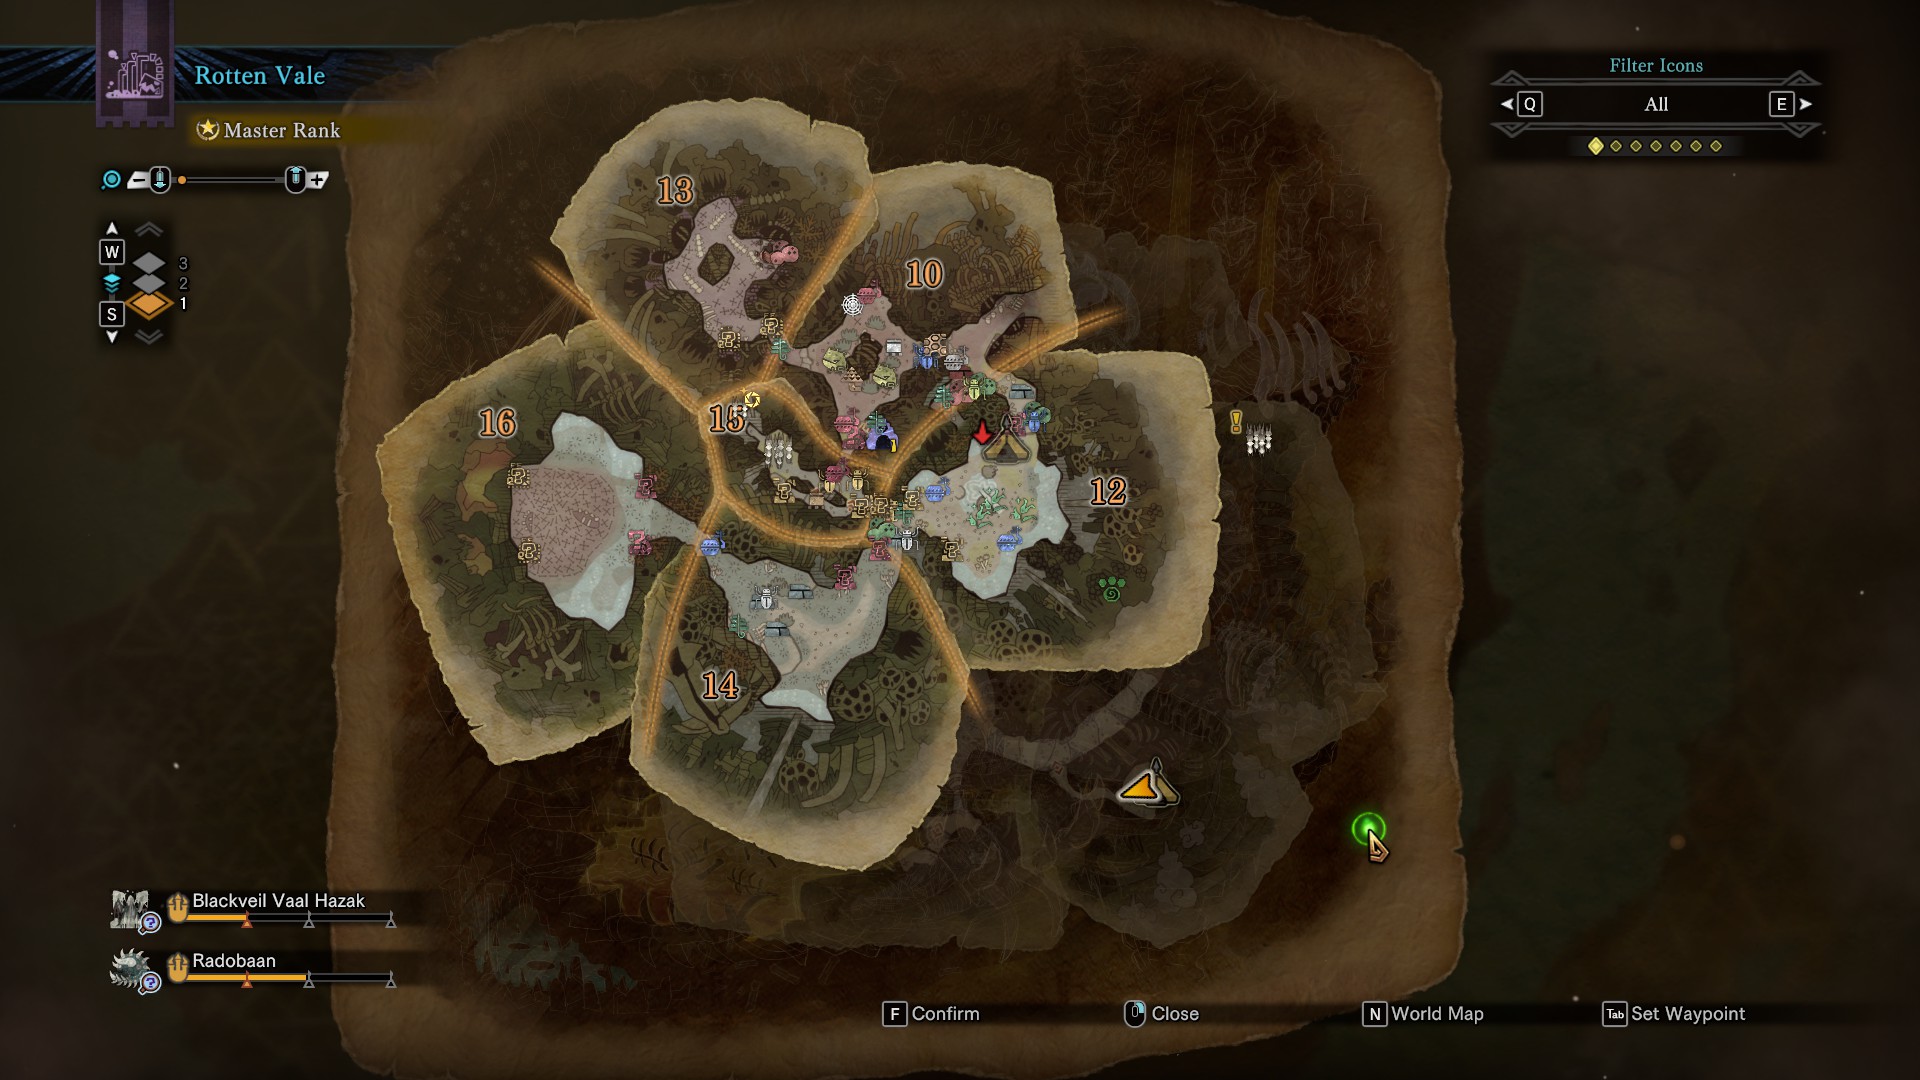 Rotten Vale
Master Rank
Filter Icons
Q All E
W
3
2
1
S
13
10
16
15
12
14
Blackveil Vaal Hazak
Radobaan
F Confirm
Close
N World Map
Tab Set Waypoint